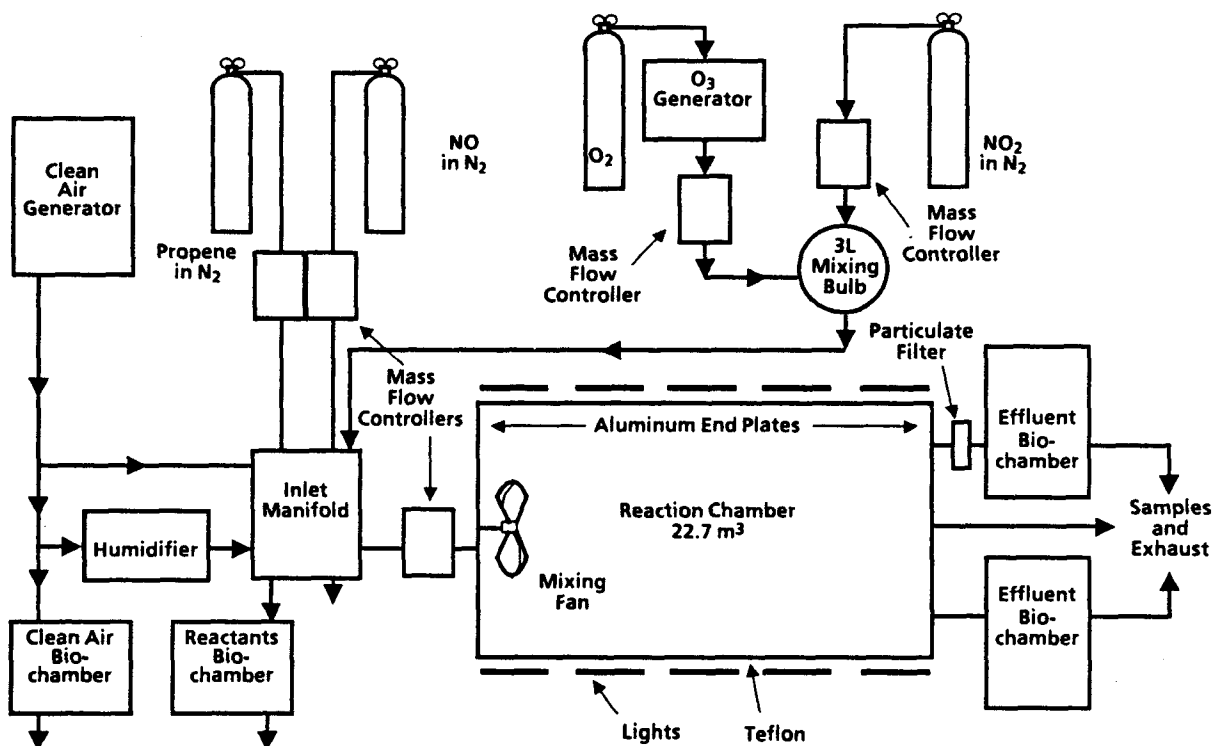 Clean
Air
Generator
Propene
in N₂
NO
in N₂
O₂
O₃
Generator
NO₂
in N₂
Mass
Flow
Controller
Mass
Flow
Controller
3L
Mixing
Bulb
Particulate
Filter
Mass
Flow
Controllers
Aluminum End Plates
Effluent
Bio-
chamber
Inlet
Manifold
Reaction Chamber
22.7 m³
Samples
and
Exhaust
Humidifier
Mixing
Fan
Effluent
Bio-
chamber
Clean Air
Bio-
chamber
Reactants
Bio-
chamber
Lights
Teflon